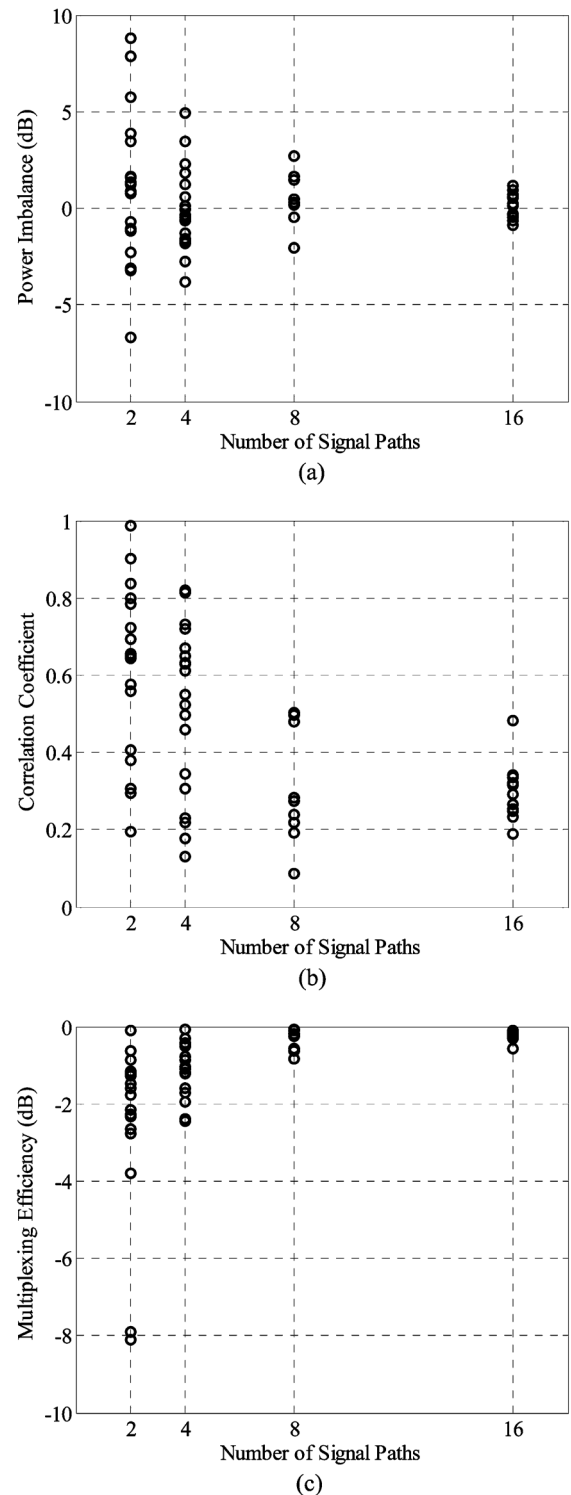 10
5
0
-5
-10
Power Imbalance (dB)
2 4 8 16
Number of Signal Paths
(a)
1
0.8
0.6
0.4
0.2
0
Correlation Coefficient
2 4 8 16
Number of Signal Paths
(b)
0
-2
-4
-6
-8
-10
Multiplexing Efficiency (dB)
2 4 8 16
Number of Signal Paths
(c)